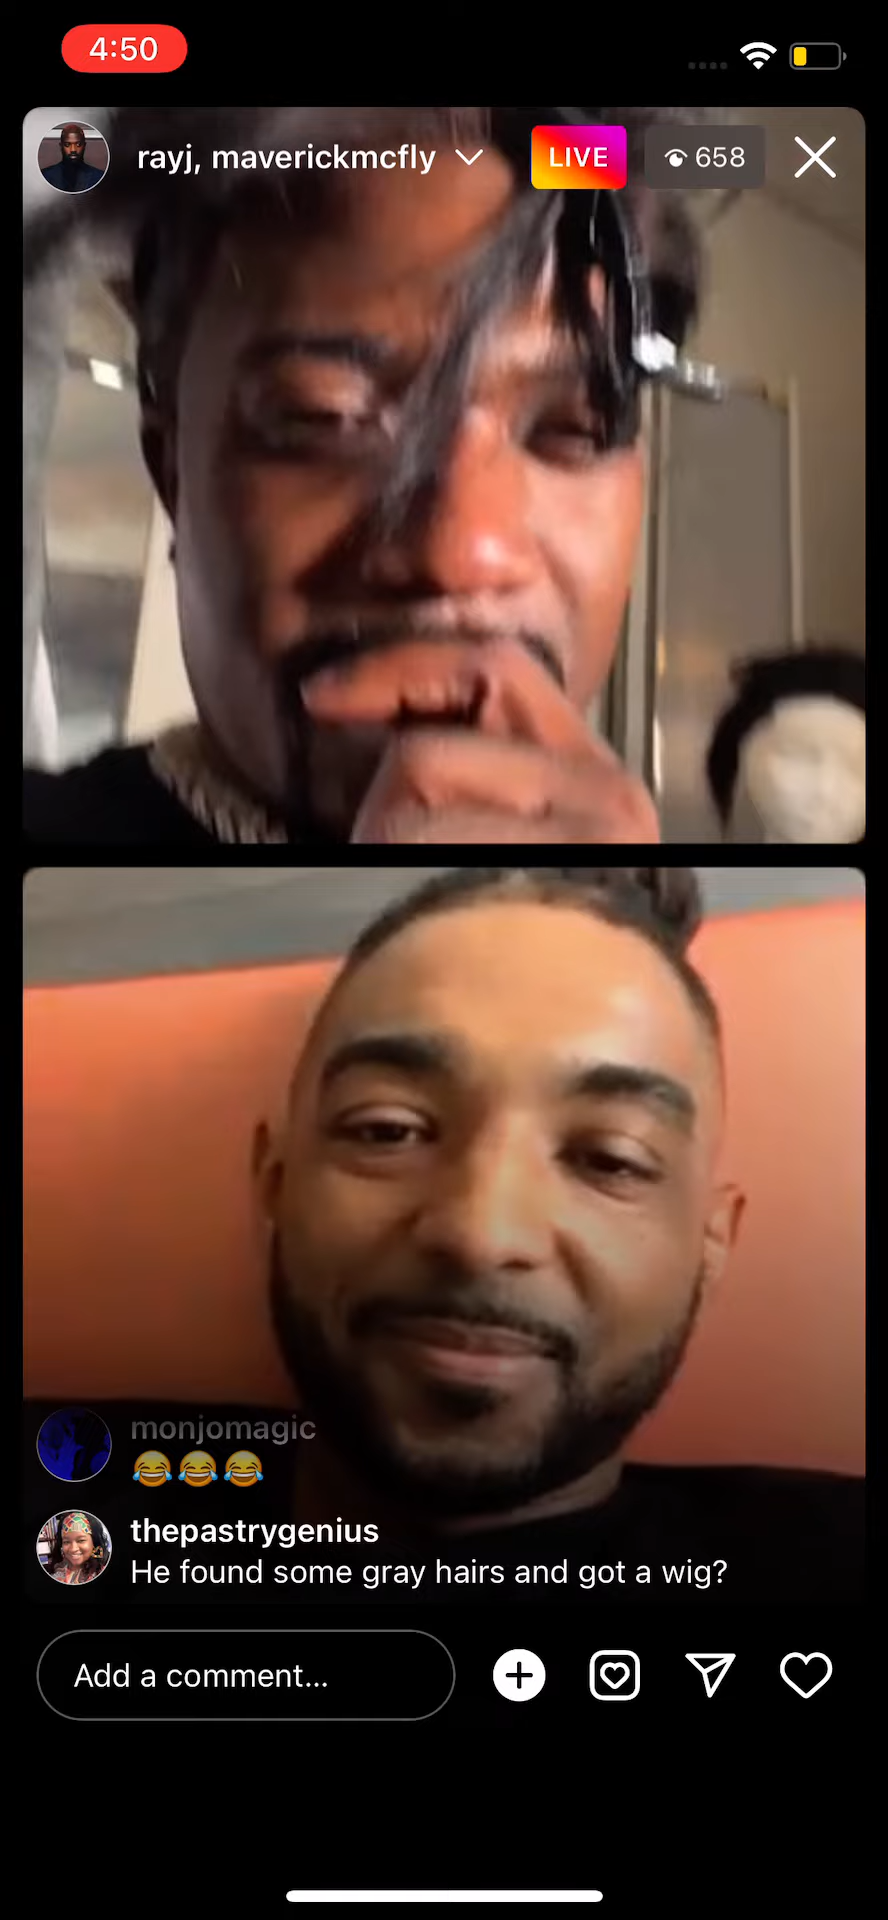 4:50
rayj, maverickmcfly
LIVE
658
monjomagic
😂😂😂
thepastrygenius
He found some gray hairs and got a wig?
Add a comment...